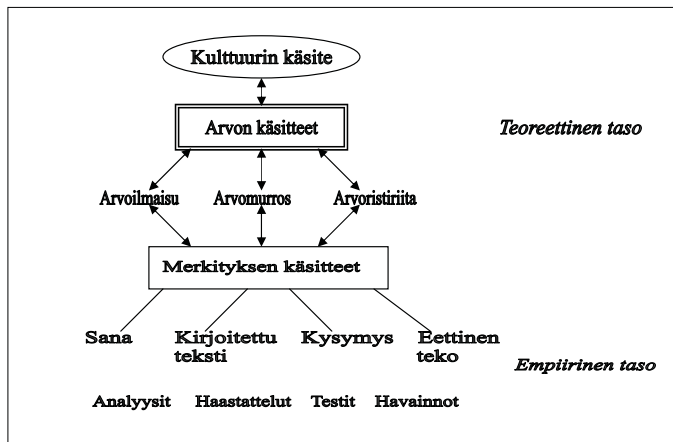 Kulttuurin käsite
Arvon käsitteet
Teoreettinen taso
Arvoilmaisu Arvomurros Arvoristiriita
Merkityksen käsitteet
Sana Kirjoitettu Kysymys Eettinen
teksti teko
Empiirinen taso
Analyysit Haastattelut Testit Havainnot